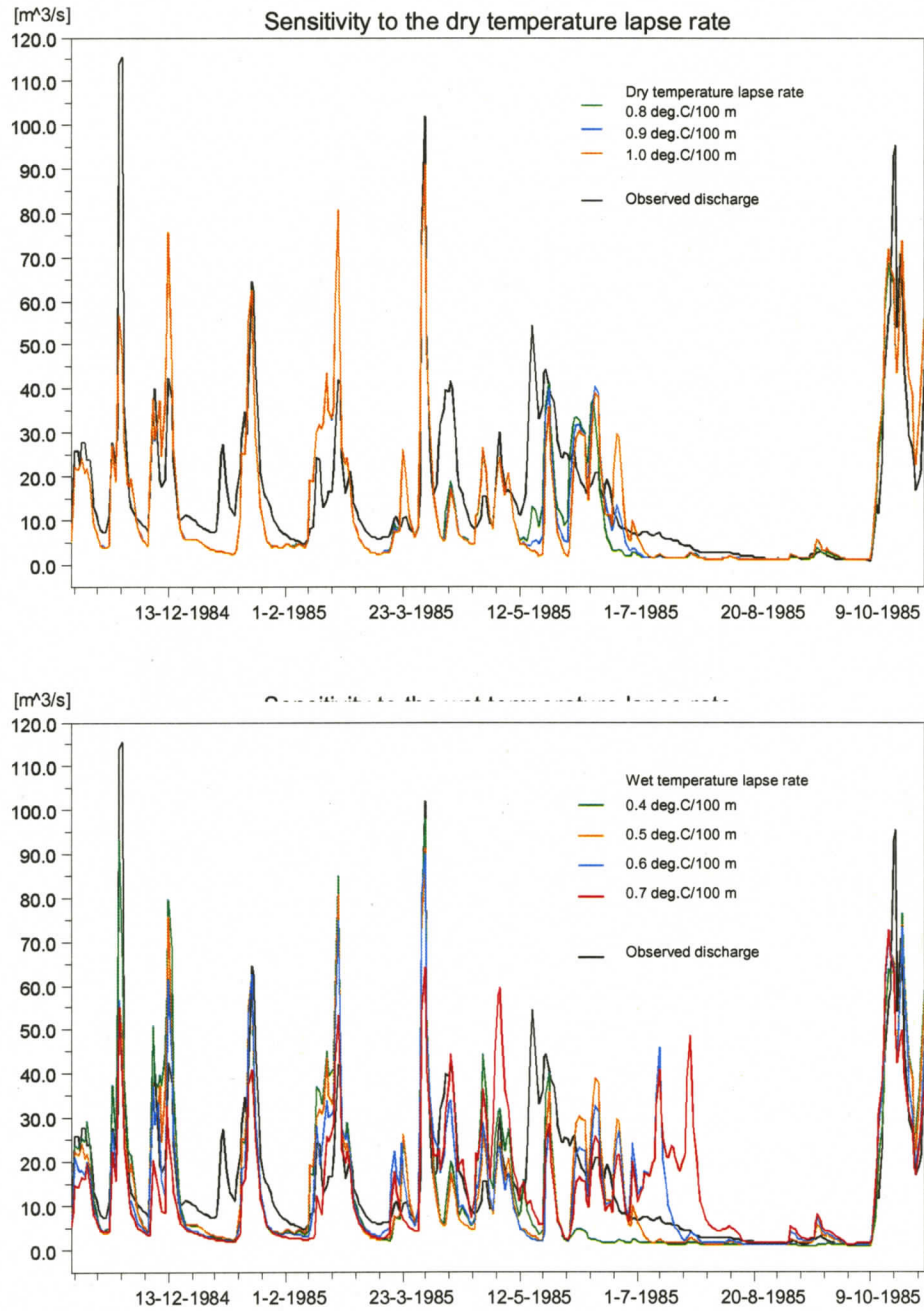 [m^3/s]
Sensitivity to the dry temperature lapse rate
120.0
110.0
100.0
90.0
80.0
70.0
60.0
50.0
40.0
30.0
20.0
10.0
0.0
Dry temperature lapse rate
0.8 deg.C/100 m
0.9 deg.C/100 m
1.0 deg.C/100 m
Observed discharge
13-12-1984 1-2-1985 23-3-1985 12-5-1985 1-7-1985 20-8-1985 9-10-1985
[m^3/s]
Sensitivity to the wet temperature lapse rate
120.0
110.0
100.0
90.0
80.0
70.0
60.0
50.0
40.0
30.0
20.0
10.0
0.0
Wet temperature lapse rate
0.4 deg.C/100 m
0.5 deg.C/100 m
0.6 deg.C/100 m
0.7 deg.C/100 m
Observed discharge
13-12-1984 1-2-1985 23-3-1985 12-5-1985 1-7-1985 20-8-1985 9-10-1985